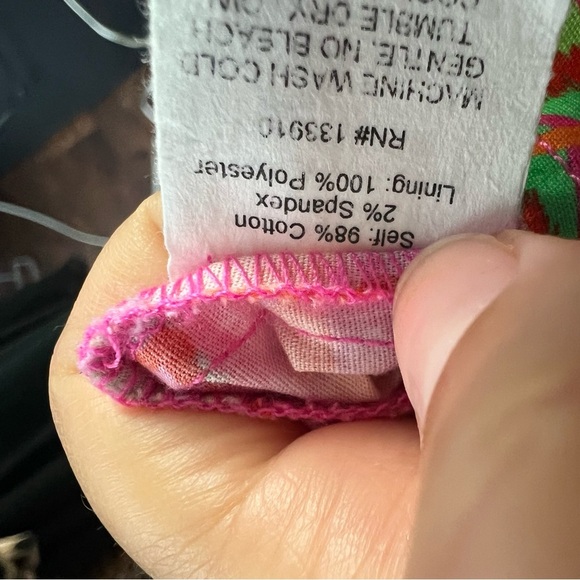 Self: 98% Cotton
2% Spandex
Lining: 100% Polyester
RN# 133910
MACHINE WASH COLD
GENTLE, NO BLEACH
TUMBLE DRY,